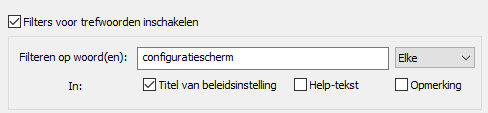 Filters voor trefwoorden inschakelen
Filteren op woord(en): configuratiescherm Elke
In: Titel van beleidsinstelling Help-tekst Opmerking